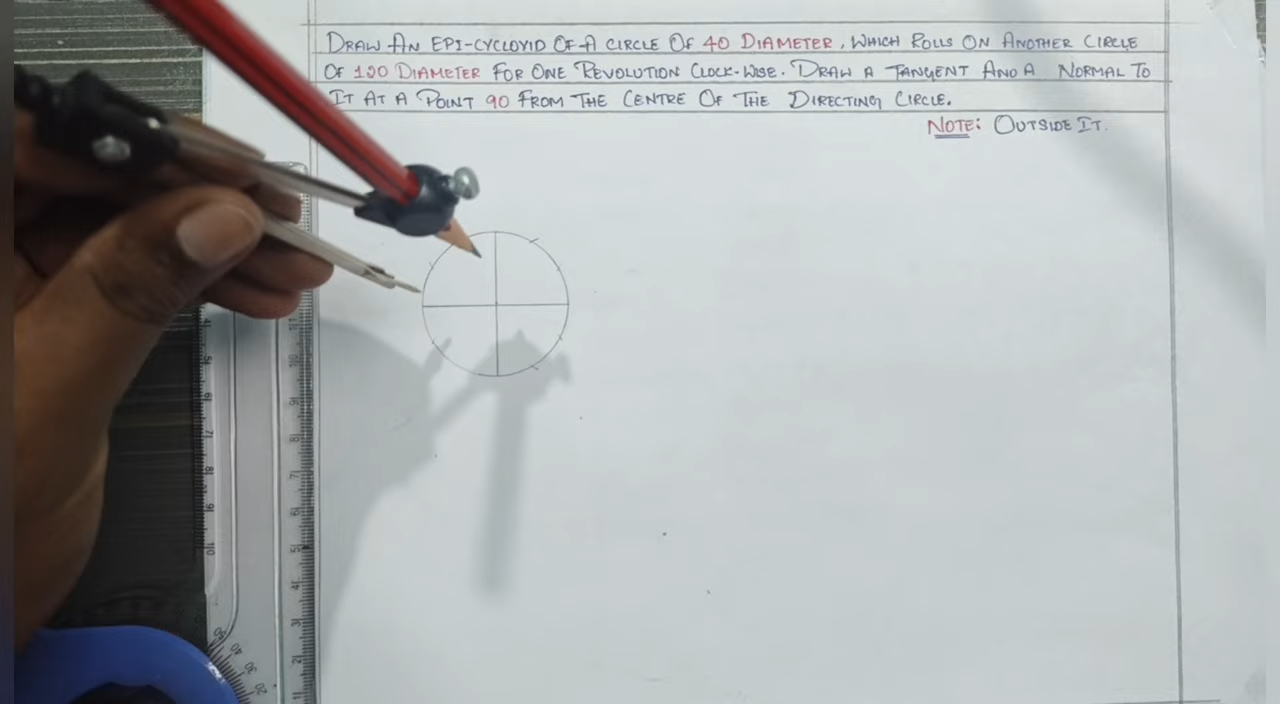 DRAW AN EPI-CYCLOYID OF A CIRCLE OF 40 DIAMETER, WHICH ROLLS ON ANOTHER CIRCLE
OF 120 DIAMETER FOR ONE REVOLUTION CLOCK-WISE. DRAW A TANGENT AND A NORMAL TO
IT AT A POINT 90 FROM THE CENTRE OF THE DIRECTING CIRCLE.
NOTE: OUTSIDE IT.